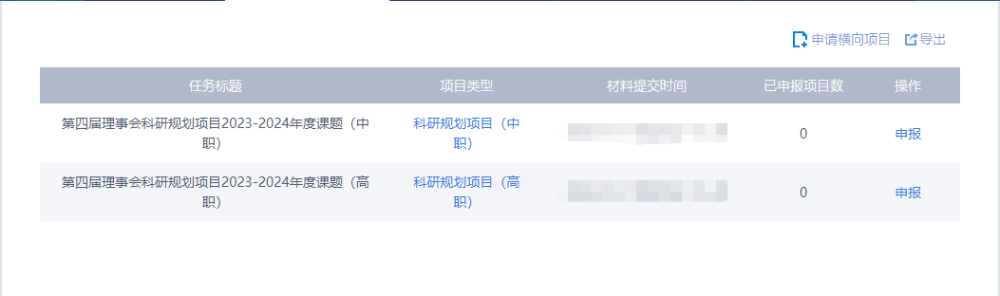 申请横向项目 导出
任务标题 项目类型 材料提交时间 已申报项目数 操作
第四届理事会科研规划项目2023-2024年度课题（中 科研规划项目（中
职） 职） 0 申报
第四届理事会科研规划项目2023-2024年度课题（高 科研规划项目（高
职） 职） 0 申报